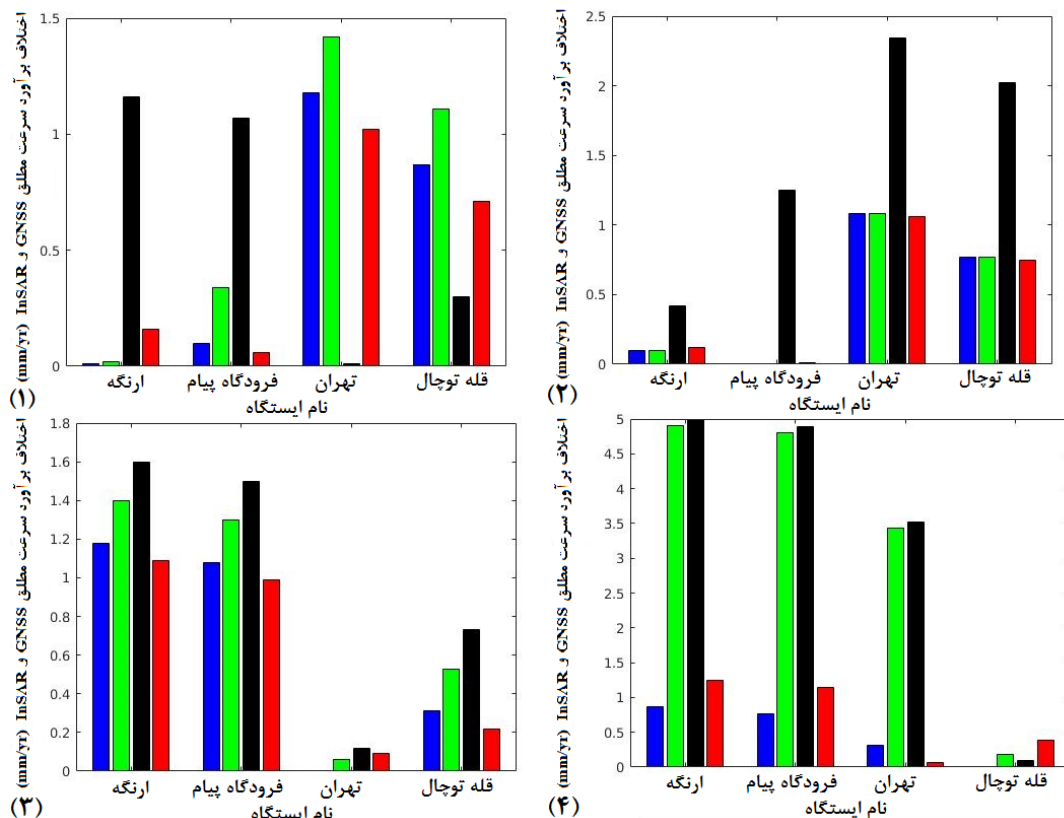 اختلاف برآورد سرعت مطلق GNSS و InSAR (mm/yr)
1.5
1
0.5
0
ارنگه
فرودگاه پیام
تهران
قله توچال
نام ایستگاه
(۱)
اختلاف برآورد سرعت مطلق GNSS و InSAR (mm/yr)
2.5
2
1.5
1
0.5
0
ارنگه
فرودگاه پیام
تهران
قله توچال
نام ایستگاه
(۲)
اختلاف برآورد سرعت مطلق GNSS و InSAR (mm/yr)
1.8
1.6
1.4
1.2
1
0.8
0.6
0.4
0.2
0
ارنگه
فرودگاه پیام
تهران
قله توچال
نام ایستگاه
(۳)
اختلاف برآورد سرعت مطلق GNSS و InSAR (mm/yr)
5
4.5
4
3.5
3
2.5
2
1.5
1
0.5
0
ارنگه
فرودگاه پیام
تهران
قله توچال
نام ایستگاه
(۴)